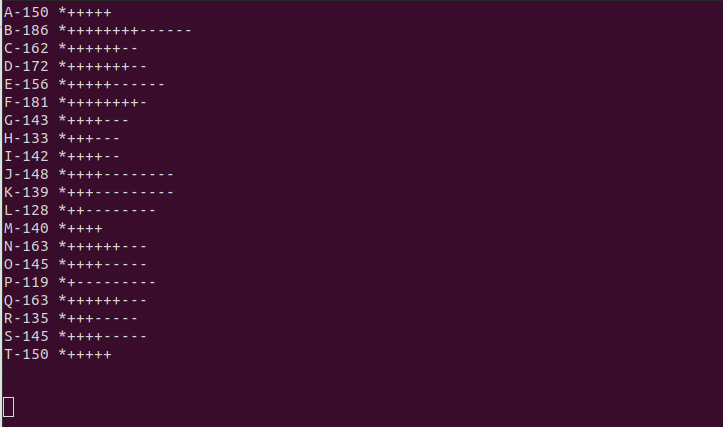 A-150 *+++++
B-186 *++++++++------
C-162 *++++++--
D-172 *+++++++--
E-156 *+++++------
F-181 *++++++++-
G-143 *++++---
H-133 *+++---
I-142 *++++--
J-148 *++++--------
K-139 *+++---------
L-128 *++--------
M-140 *++++
N-163 *++++++---
O-145 *++++-----
P-119 *+---------
Q-163 *++++++---
R-135 *+++-----
S-145 *++++-----
T-150 *+++++